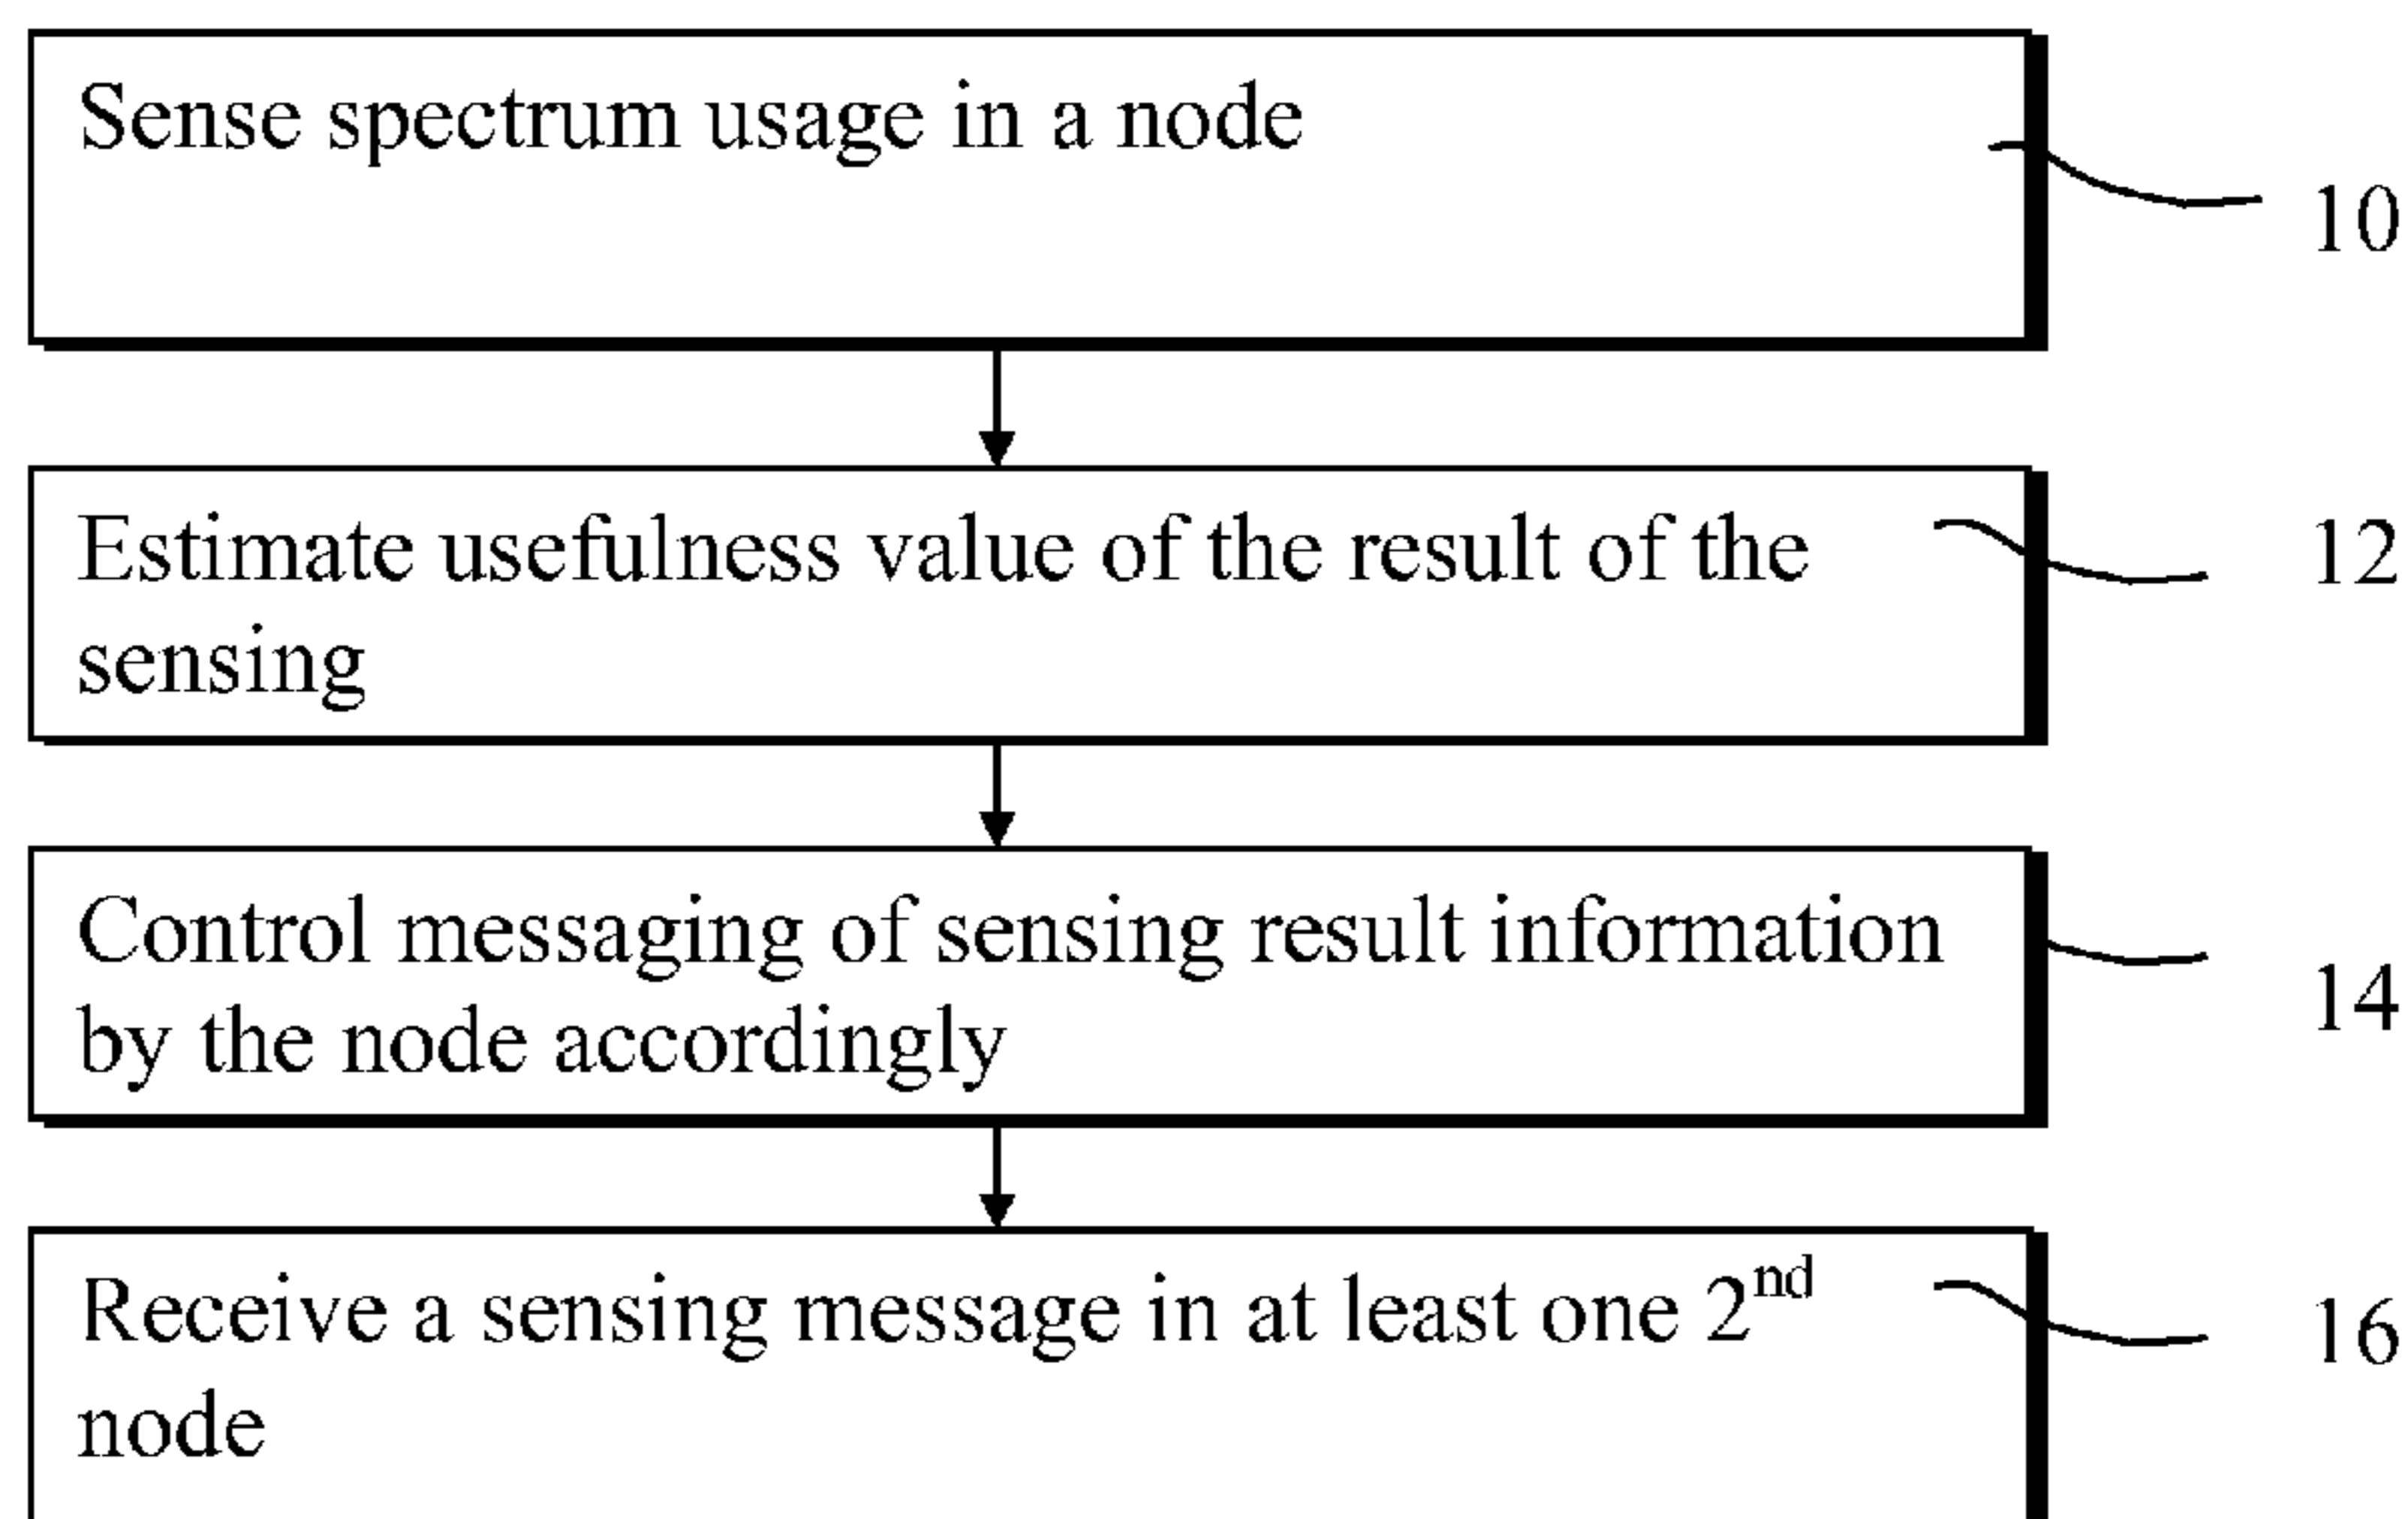 Sense spectrum usage in a node
10
Estimate usefulness value of the result of the
sensing
12
Control messaging of sensing result information
by the node accordingly
14
Receive a sensing message in at least one 2nd
node
16